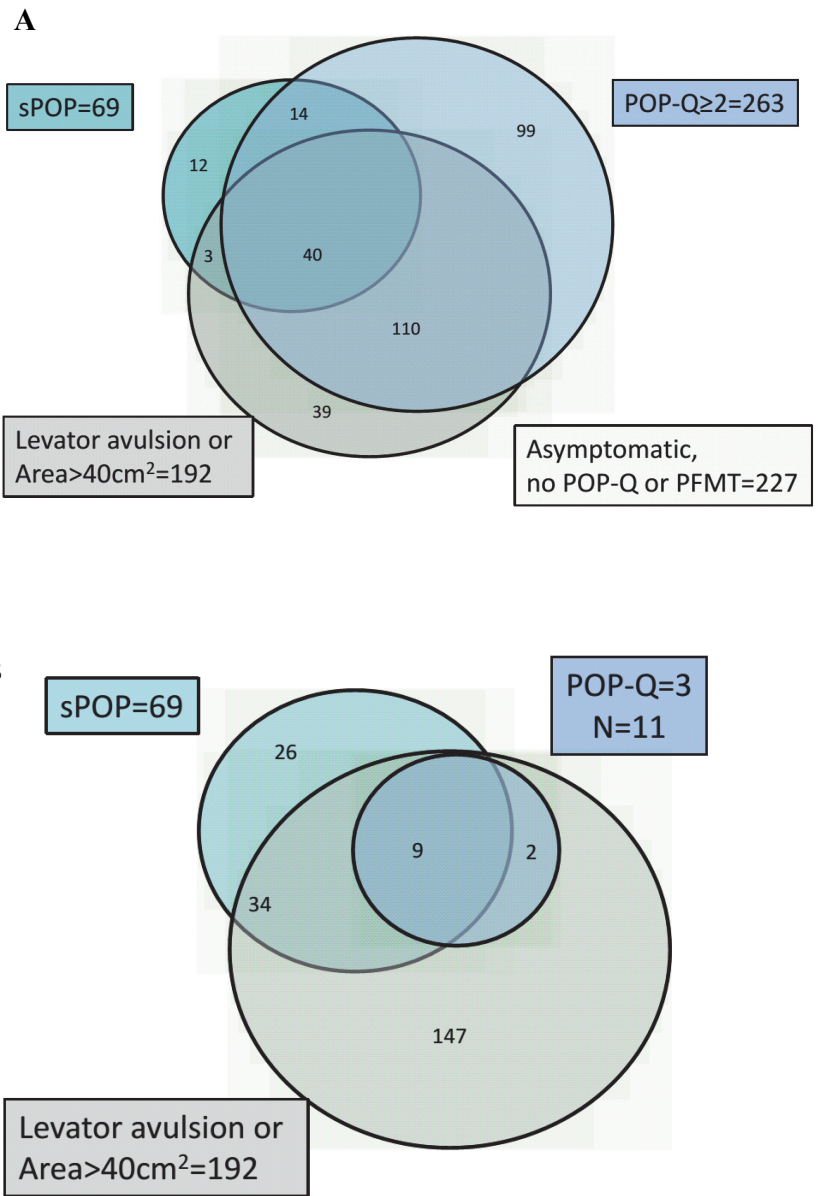 A
sPOP=69
POP-Q≥2=263
14
99
12
3
40
110
39
Levator avulsion or
Area>40cm²=192
Asymptomatic,
no POP-Q or PFMT=227
sPOP=69
POP-Q=3
N=11
26
9
2
34
147
Levator avulsion or
Area>40cm²=192